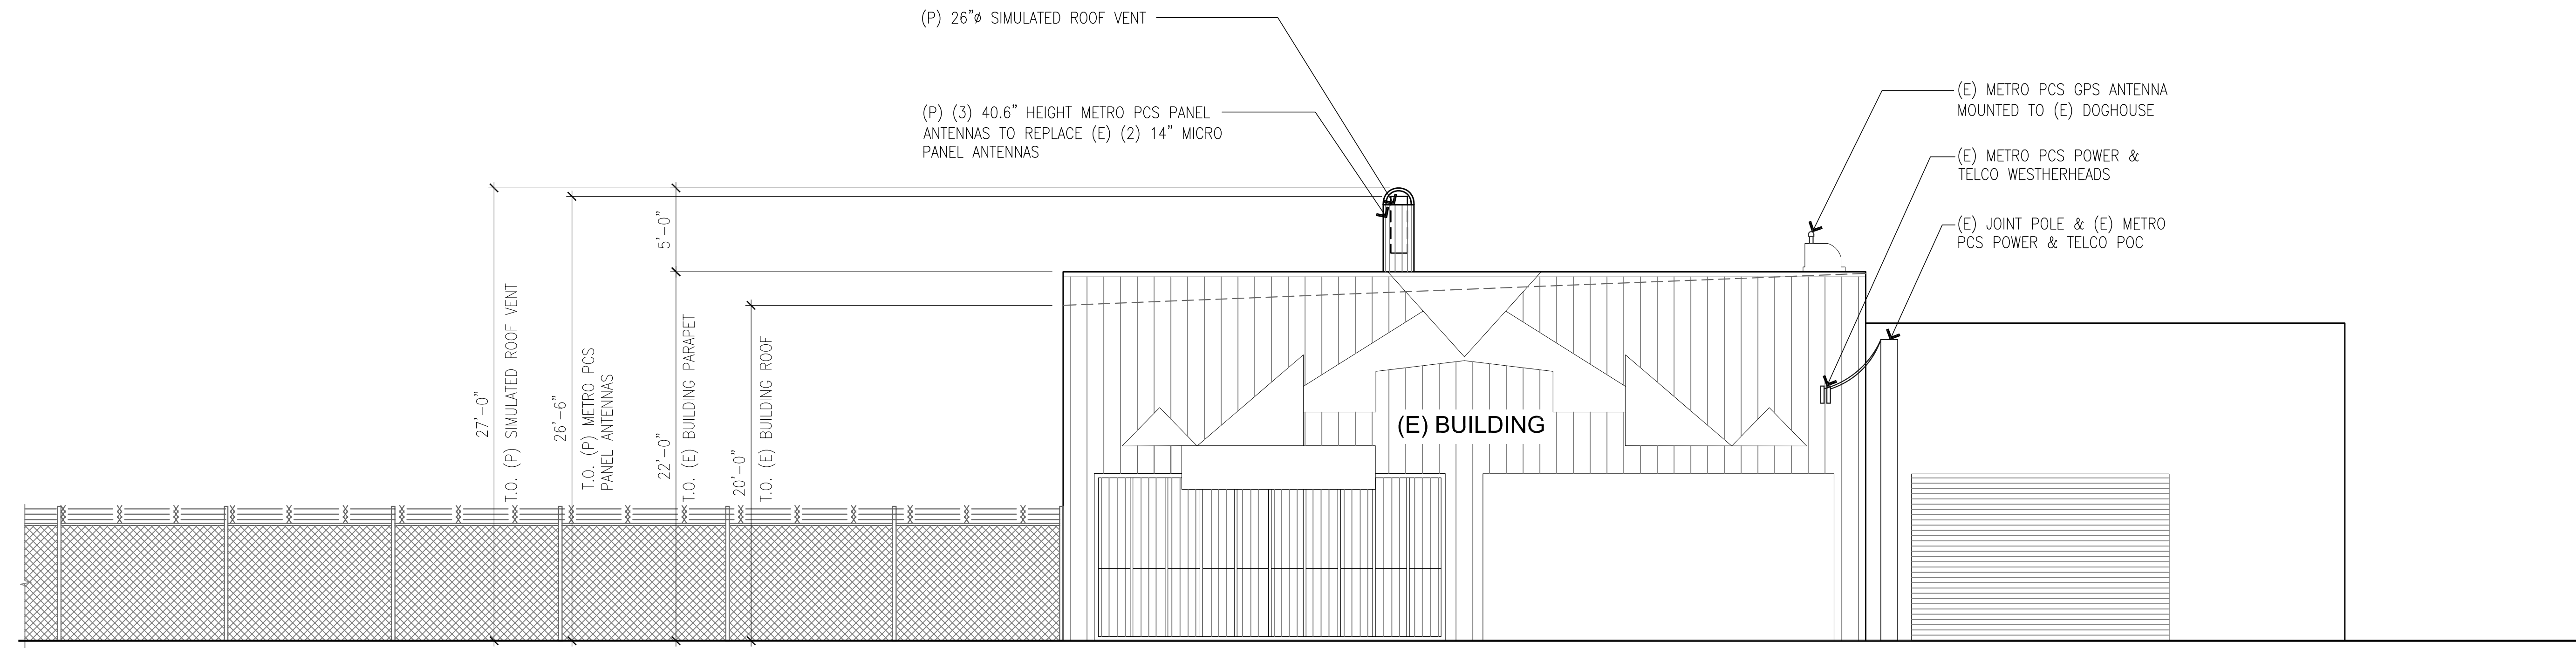 (P) 26"ø SIMULATED ROOF VENT
(P) (3) 40.6" HEIGHT METRO PCS PANEL
ANTENNAS TO REPLACE (E) (2) 14" MICRO
PANEL ANTENNAS
(E) METRO PCS GPS ANTENNA
MOUNTED TO (E) DOGHOUSE
(E) METRO PCS POWER &
TELCO WESTHERHEADS
(E) JOINT POLE & (E) METRO
PCS POWER & TELCO POC
27'-0"
T.O. (P) SIMULATED ROOF VENT
26'-6"
T.O. (P) METRO PCS
PANEL ANTENNAS
5'-0"
22'-0"
T.O. (E) BUILDING PARAPET
20'-0"
T.O. (E) BUILDING ROOF
(E) BUILDING